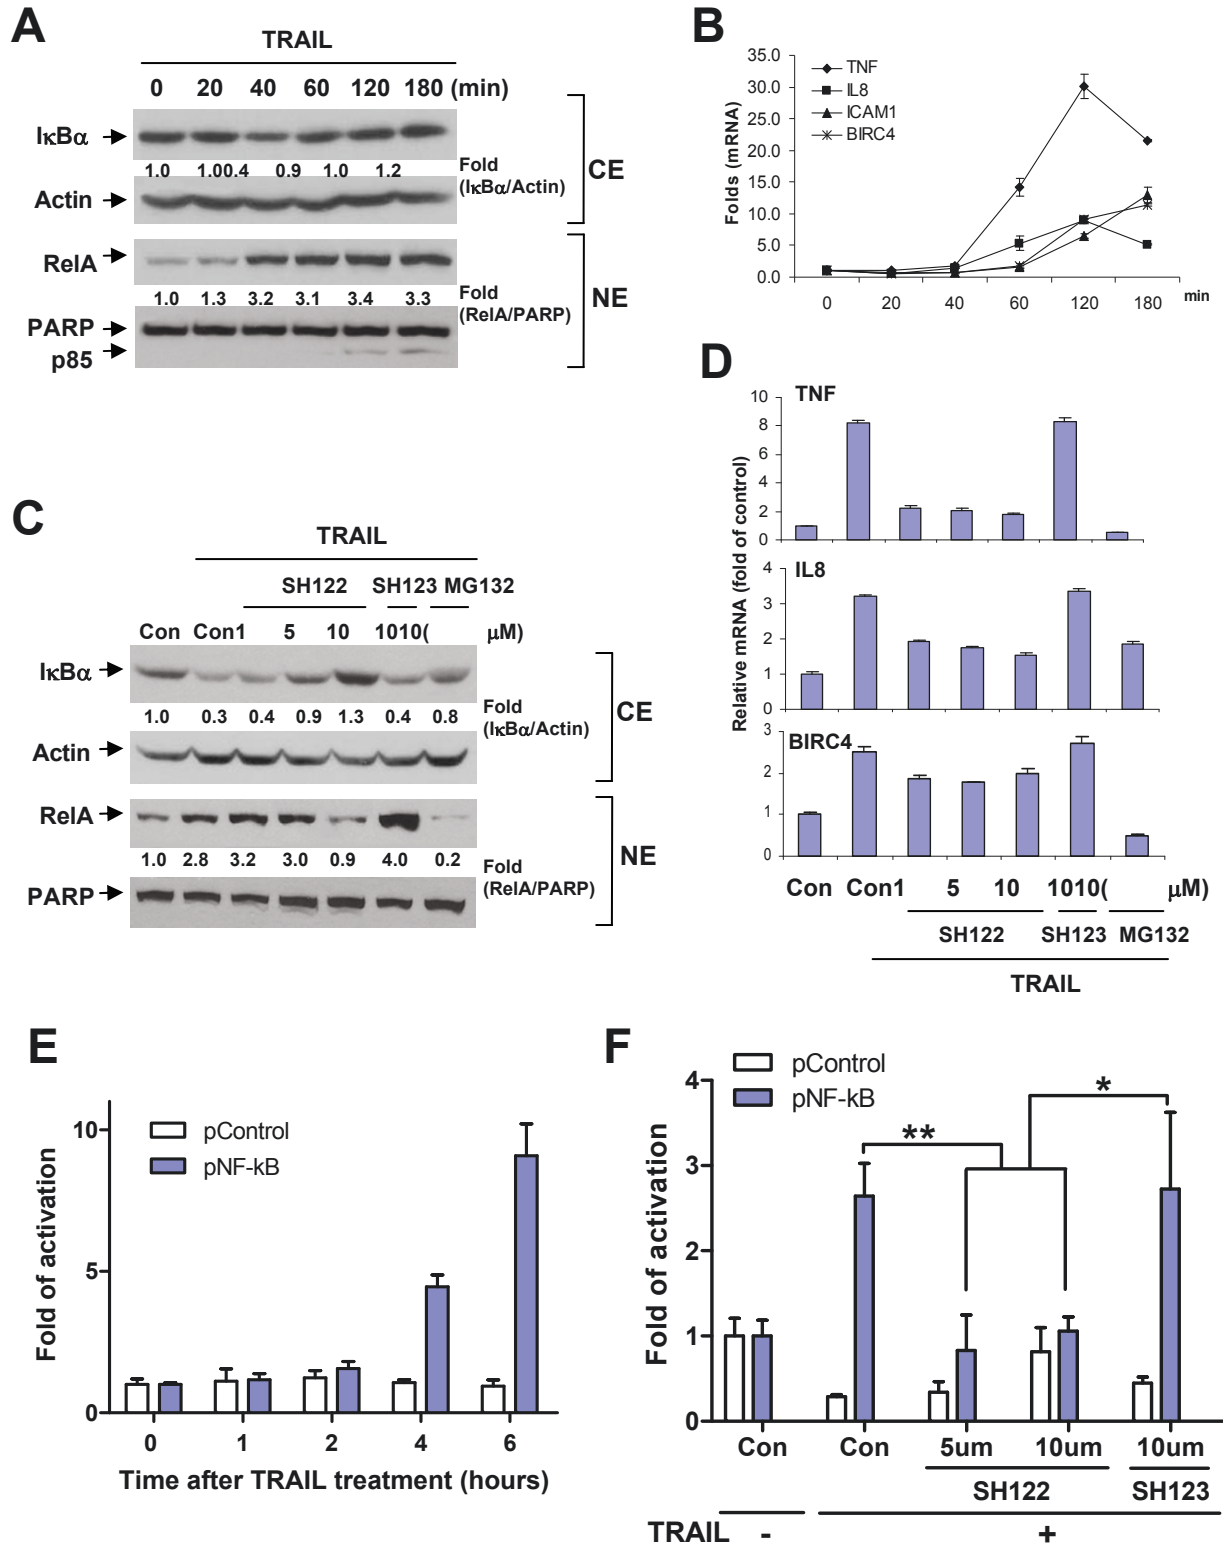 A
TRAIL
0 20 40 60 120 180 (min)
IκBα
1.0 1.00.4 0.9 1.0 1.2
Fold
(IκBα/Actin)
CE
Actin
RelA
1.0 1.3 3.2 3.1 3.4 3.3
Fold
(RelA/PARP)
NE
PARP
p85
B
Folds (mRNA)
35.0
30.0
25.0
20.0
15.0
10.0
5.0
0.0
TNF
IL8
ICAM1
BIRC4
0 20 40 60 120 180 min
C
TRAIL
SH122 SH123 MG132
Con Con1 5 10 1010( μM)
IκBα
1.0 0.3 0.4 0.9 1.3 0.4 0.8
Fold
(IκBα/Actin)
CE
Actin
RelA
1.0 2.8 3.2 3.0 0.9 4.0 0.2
Fold
(RelA/PARP)
NE
PARP
D
Relative mRNA (fold of control)
TNF
10
8
6
4
2
0
IL8
4
3
2
1
0
BIRC4
3
2
1
0
Con Con1 5 10 1010( μM)
SH122 SH123 MG132
TRAIL
E
Fold of activation
10
5
0
pControl
pNF-kB
0 1 2 4 6
Time after TRAIL treatment (hours)
F
Fold of activation
pControl
pNF-kB
4
3
2
1
0
** *
Con Con 5um 10um 10um
SH122 SH123
TRAIL - +